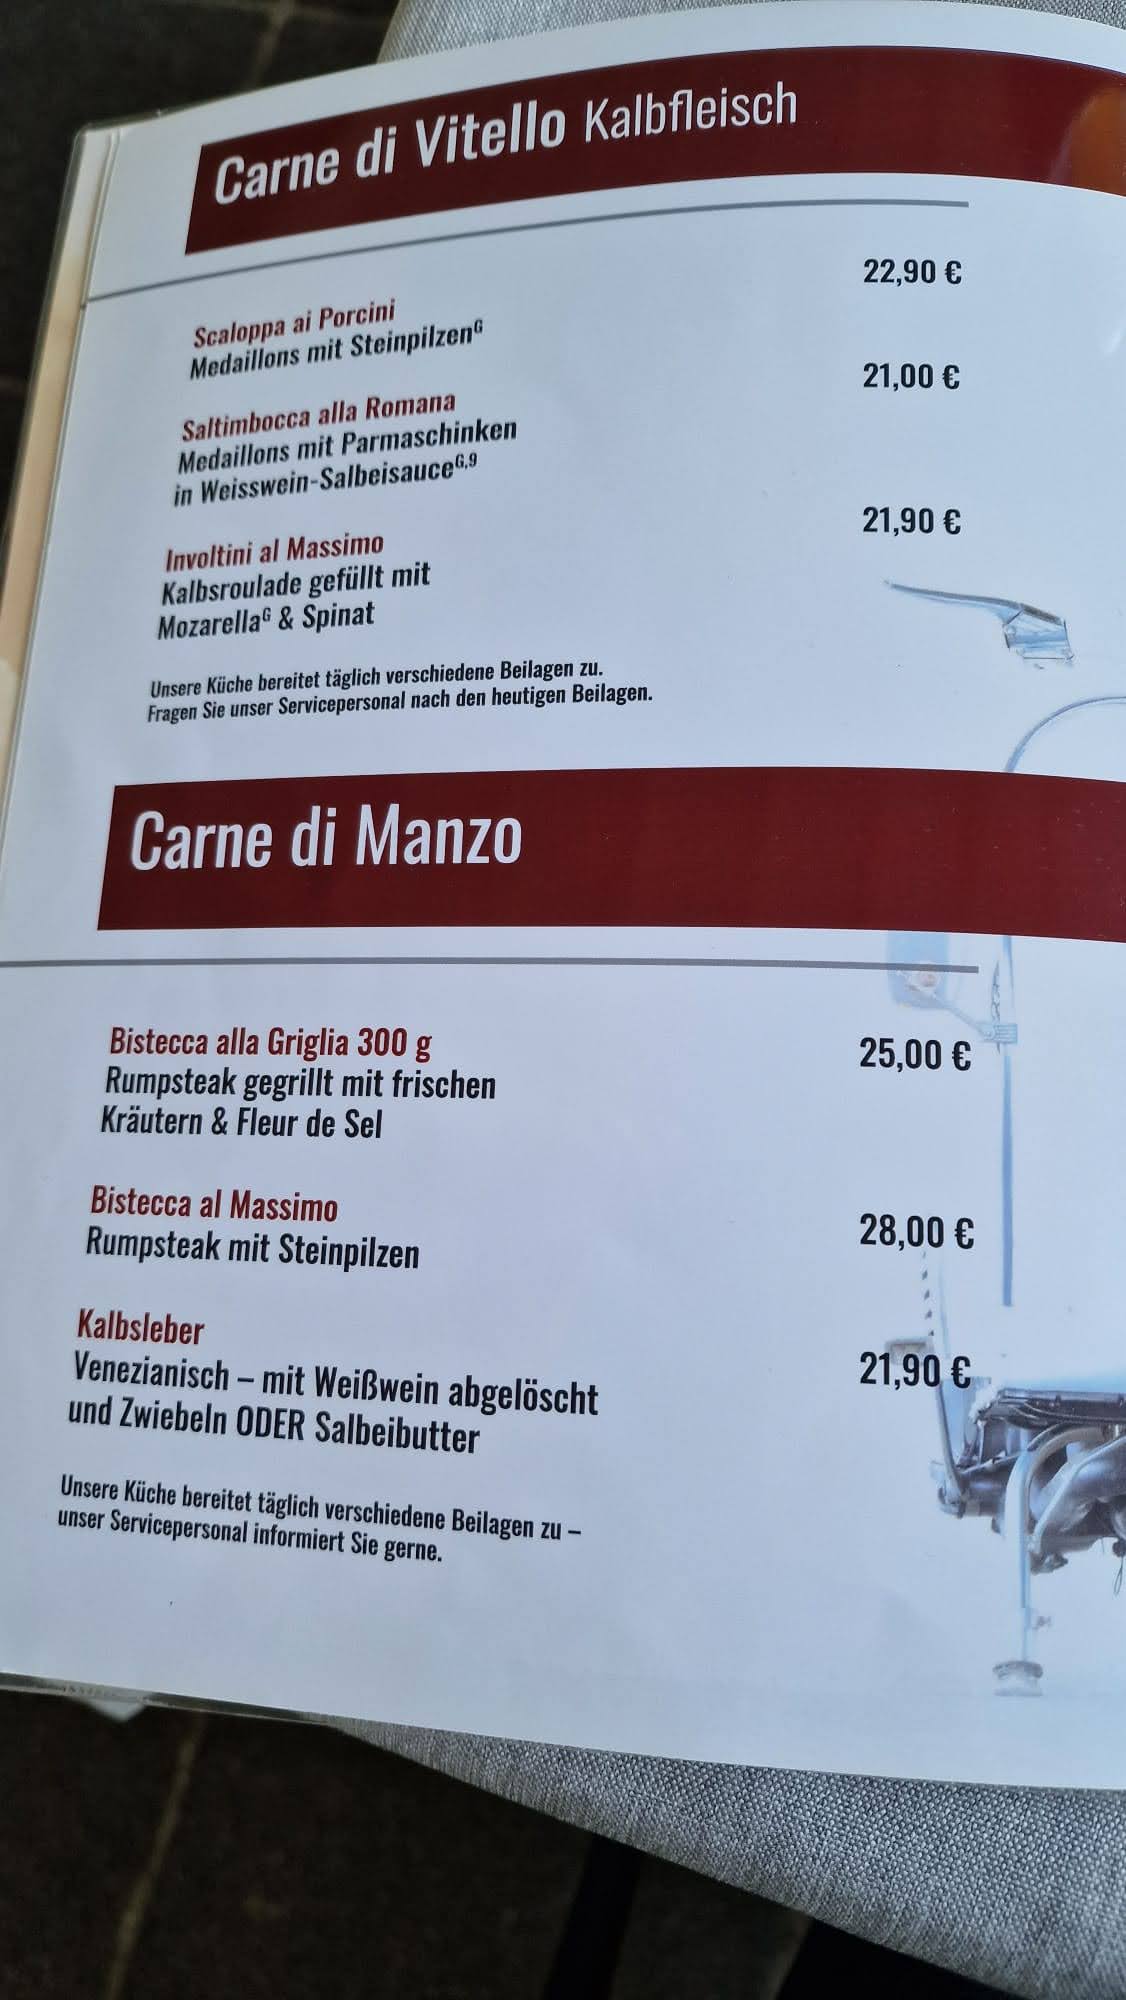 Carne di Vitello Kalbfleisch
Scaloppa ai Porcini 22,90 €
Medaillons mit Steinpilzenᴳ
Saltimbocca alla Romana 21,00 €
Medaillons mit Parmaschinken
in Weisswein-Salbeisauceᴳ,⁹
Involtini al Massimo 21,90 €
Kalbsroulade gefüllt mit
Mozarellaᴳ & Spinat
Unsere Küche bereitet täglich verschiedene Beilagen zu.
Fragen Sie unser Servicepersonal nach den heutigen Beilagen.
Carne di Manzo
Bistecca alla Griglia 300 g 25,00 €
Rumpsteak gegrillt mit frischen
Kräutern & Fleur de Sel
Bistecca al Massimo 28,00 €
Rumpsteak mit Steinpilzen
Kalbsleber 21,90 €
Venezianisch – mit Weißwein abgelöscht
und Zwiebeln ODER Salbeibutter
Unsere Küche bereitet täglich verschiedene Beilagen zu –
unser Servicepersonal informiert Sie gerne.